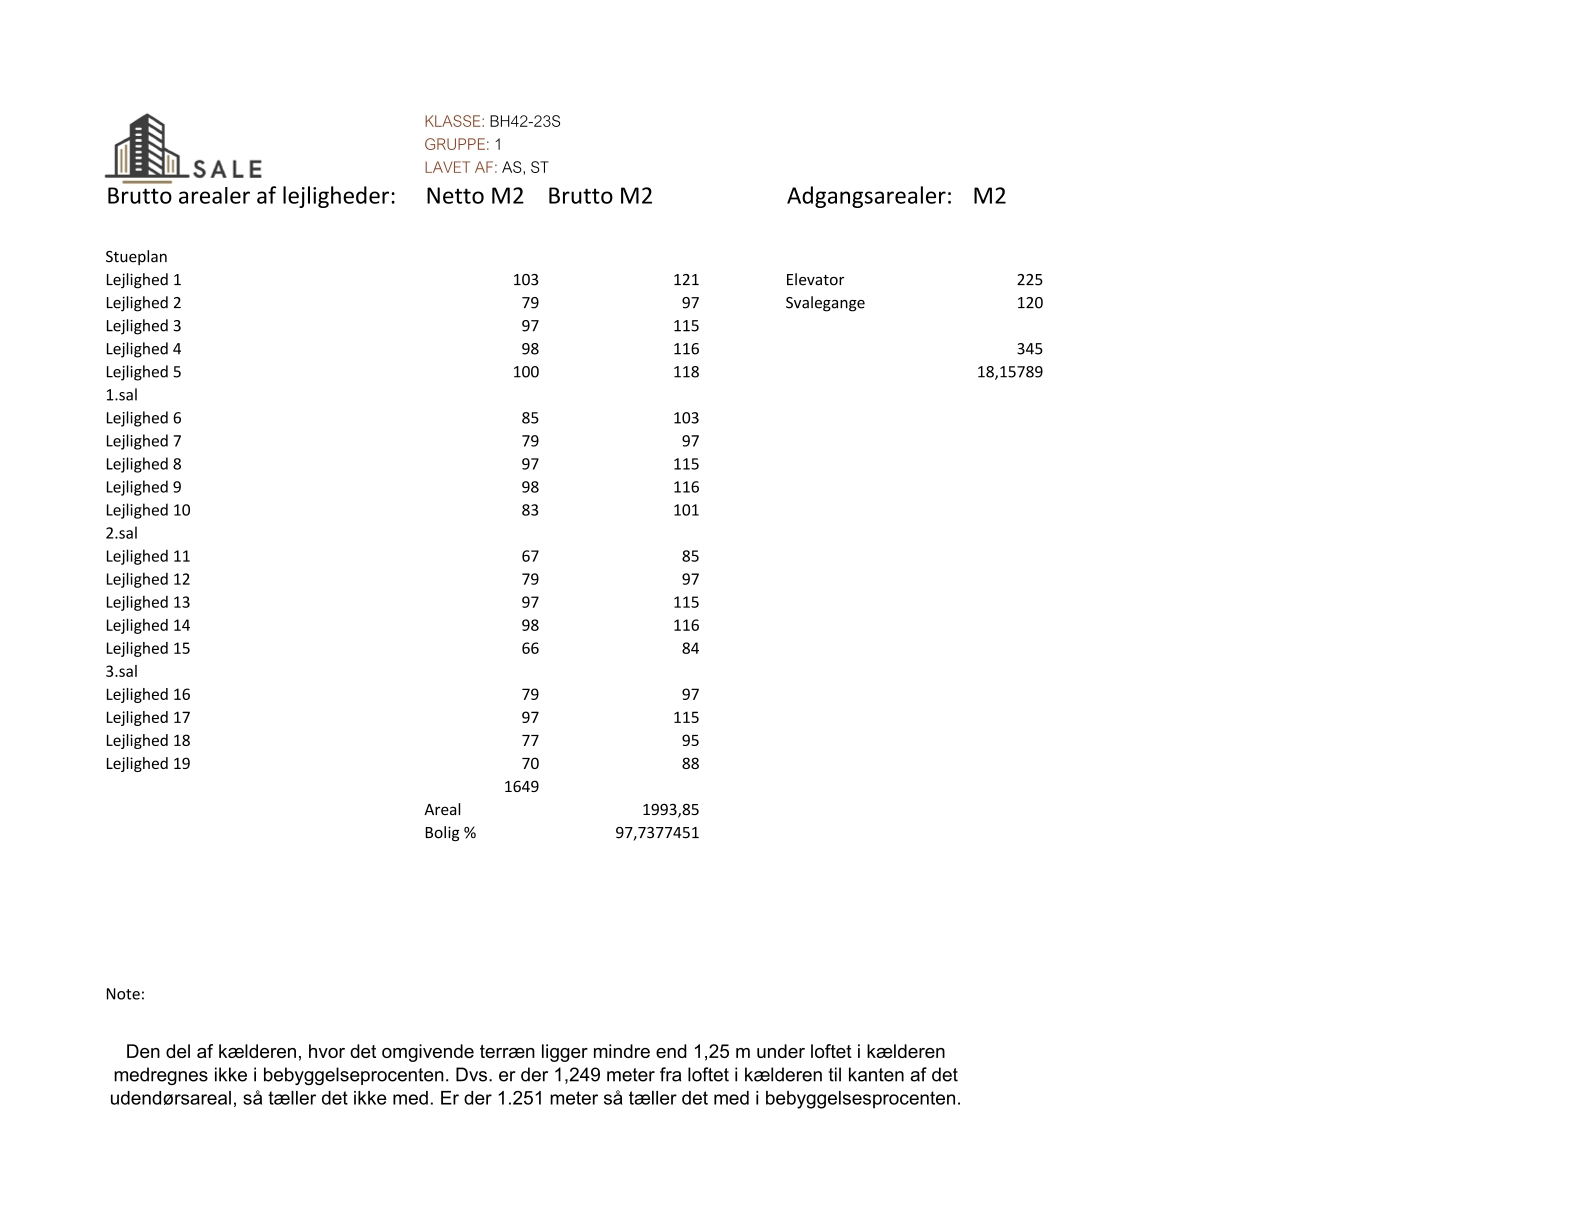 SALE
KLASSE: BH42-23S
GRUPPE: 1
LAVET AF: AS, ST
Brutto arealer af lejligheder: Netto M2 Brutto M2 Adgangsarealer: M2
Stueplan
Lejlighed 1 103 121 Elevator 225
Lejlighed 2 79 97 Svalegange 120
Lejlighed 3 97 115
Lejlighed 4 98 116 345
Lejlighed 5 100 118 18,15789
1.sal
Lejlighed 6 85 103
Lejlighed 7 79 97
Lejlighed 8 97 115
Lejlighed 9 98 116
Lejlighed 10 83 101
2.sal
Lejlighed 11 67 85
Lejlighed 12 79 97
Lejlighed 13 97 115
Lejlighed 14 98 116
Lejlighed 15 66 84
3.sal
Lejlighed 16 79 97
Lejlighed 17 97 115
Lejlighed 18 77 95
Lejlighed 19 70 88
1649
Areal 1993,85
Bolig % 97,7377451
Note:
Den del af kælderen, hvor det omgivende terræn ligger mindre end 1,25 m under loftet i kælderen
medregnes ikke i bebyggelseprocenten. Dvs. er der 1,249 meter fra loftet i kælderen til kanten af det
udendørsareal, så tæller det ikke med. Er der 1.251 meter så tæller det med i bebyggelsesprocenten.